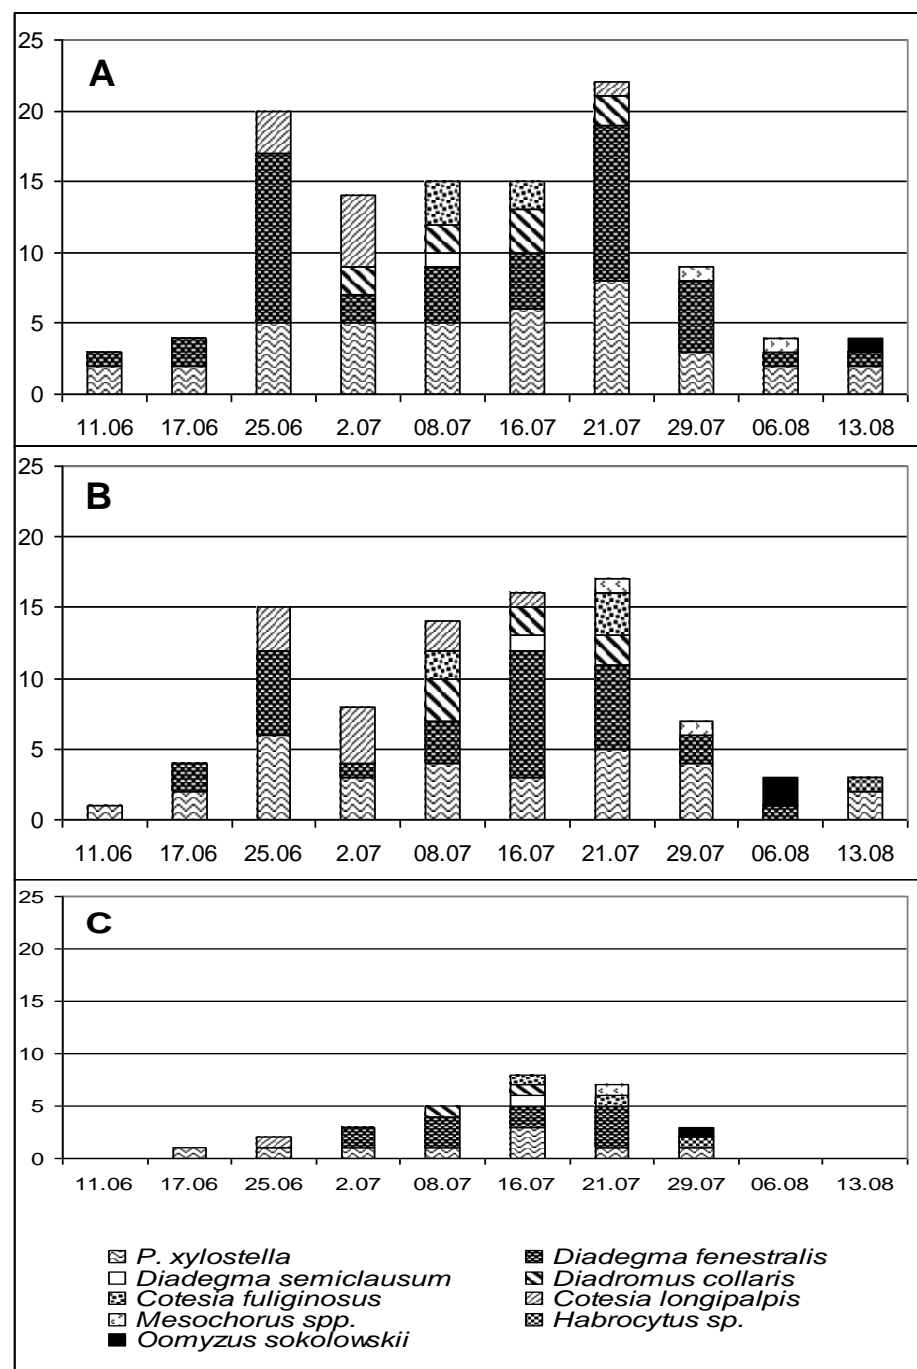 25
A
20
15
10
5
0
11.06 17.06 25.06 2.07 08.07 16.07 21.07 29.07 06.08 13.08
25
B
20
15
10
5
0
11.06 17.06 25.06 2.07 08.07 16.07 21.07 29.07 06.08 13.08
25
C
20
15
10
5
0
11.06 17.06 25.06 2.07 08.07 16.07 21.07 29.07 06.08 13.08
P. xylostella Diadegma fenestralis
Diadegma semiclausum Diadromus collaris
Cotesia fuliginosus Cotesia longipalpis
Mesochorus spp. Habrocytus sp.
Oomyzus sokolowskii